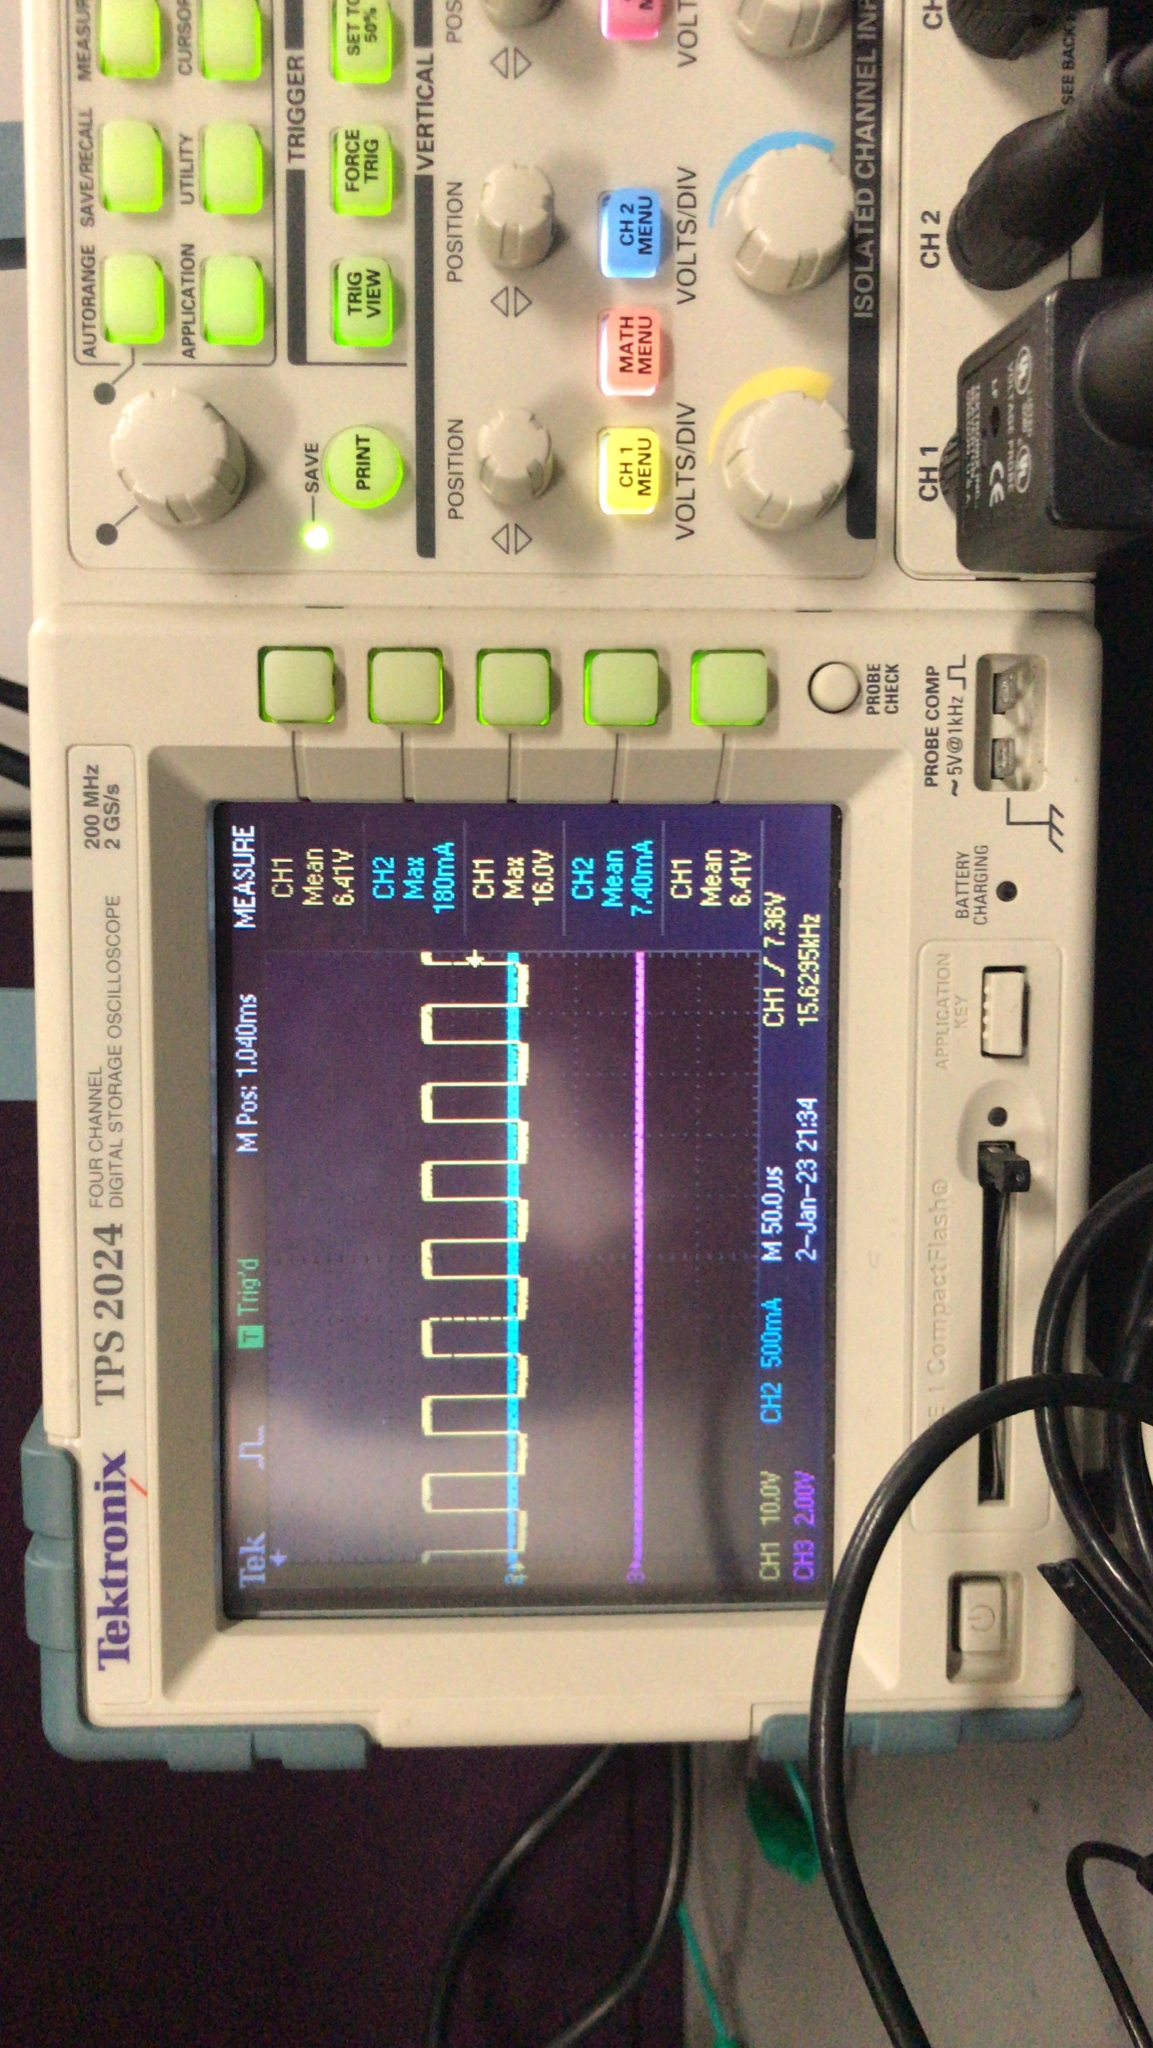 Tektronix TPS 2024 FOUR CHANNEL
DIGITAL STORAGE OSCILLOSCOPE
200 MHz
2 GS/s
Tek
T Trig'd
M Pos: 1.040ms
MEASURE
CH1
Mean
6.41V
CH2
Max
180mA
CH1
Max
16.0V
CH2
Mean
7.40mA
CH1
Mean
6.41V
3
CH1 10.0V
CH2 500mA
M 50.0µs
CH1 / 7.36V
CH3 2.00V
2-Jan-23 21:34
15.6295kHz
PROBE
CHECK
PROBE COMP
~5V@1kHz
BATTERY
CHARGING
APPLICATION
KEY
CompactFlash®
AUTORANGE
SAVE/RECALL
APPLICATION
UTILITY
SAVE
PRINT
TRIGGER
TRIG
VIEW
FORCE
TRIG
SET TO
50%
VERTICAL
POSITION
POSITION
CH 1
MENU
MATH
MENU
CH 2
MENU
VOLTS/DIV
VOLTS/DIV
ISOLATED CHANNEL
CH 1
CH 2
SEE BACK
CE